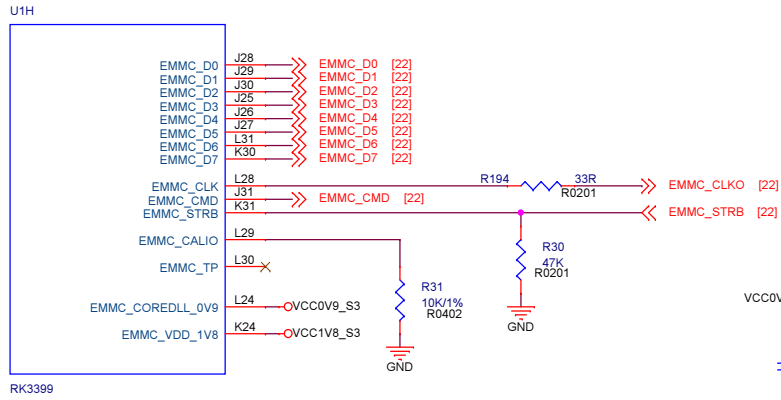 U1H
EMMC_D0 J28 EMMC_D0 [22]
EMMC_D1 J29 EMMC_D1 [22]
EMMC_D2 J30 EMMC_D2 [22]
EMMC_D3 J25 EMMC_D3 [22]
EMMC_D4 J26 EMMC_D4 [22]
EMMC_D5 J27 EMMC_D5 [22]
EMMC_D6 L31 EMMC_D6 [22]
EMMC_D7 K30 EMMC_D7 [22]
EMMC_CLK L28 R194 33R R0201 EMMC_CLKO [22]
EMMC_CMD J31 EMMC_CMD [22]
EMMC_STRB K31 EMMC_STRB [22]
EMMC_CALIO L29
R30
47K
R0201
EMMC_TP L30
R31
10K/1%
R0402
EMMC_COREDLL_0V9 L24 VCC0V9_S3
GND
EMMC_VDD_1V8 K24 VCC1V8_S3
GND
RK3399